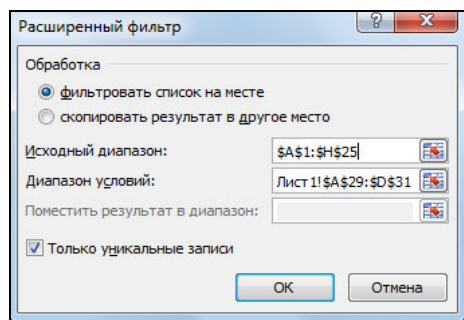 Расширенный фильтр
Обработка
фильтровать список на месте
скопировать результат в другое место
Исходный диапазон: $A$1:$H$25
Диапазон условий: Лист1!$A$29:$D$31
Поместить результат в диапазон:
Только уникальные записи
ОК Отмена